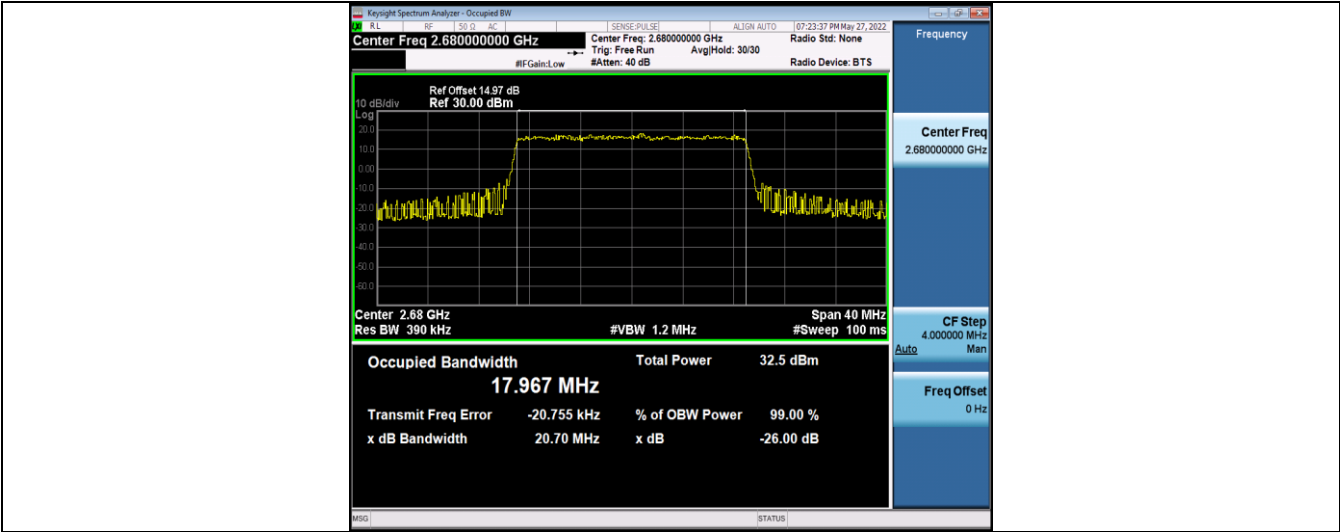 Keysight Spectrum Analyzer - Occupied BW
RL RF 50 Ω AC SENSE:PULSE ALIGN AUTO 07:23:37 PM May 27, 2022
Center Freq 2.680000000 GHz
Center Freq: 2.680000000 GHz Radio Std: None
Trig: Free Run Avg|Hold: 30/30
#IFGain:Low #Atten: 40 dB Radio Device: BTS
Ref Offset 14.97 dB
10 dB/div Ref 30.00 dBm
Log
20.0
10.0
0.00
-10.0
-20.0
-30.0
-40.0
-50.0
-60.0
Center 2.68 GHz Span 40 MHz
Res BW 390 kHz #VBW 1.2 MHz #Sweep 100 ms
Occupied Bandwidth Total Power 32.5 dBm
17.967 MHz
Transmit Freq Error -20.755 kHz % of OBW Power 99.00 %
x dB Bandwidth 20.70 MHz x dB -26.00 dB
MSG STATUS
Frequency
Center Freq
2.680000000 GHz
CF Step
4.000000 MHz
Auto Man
Freq Offset
0 Hz